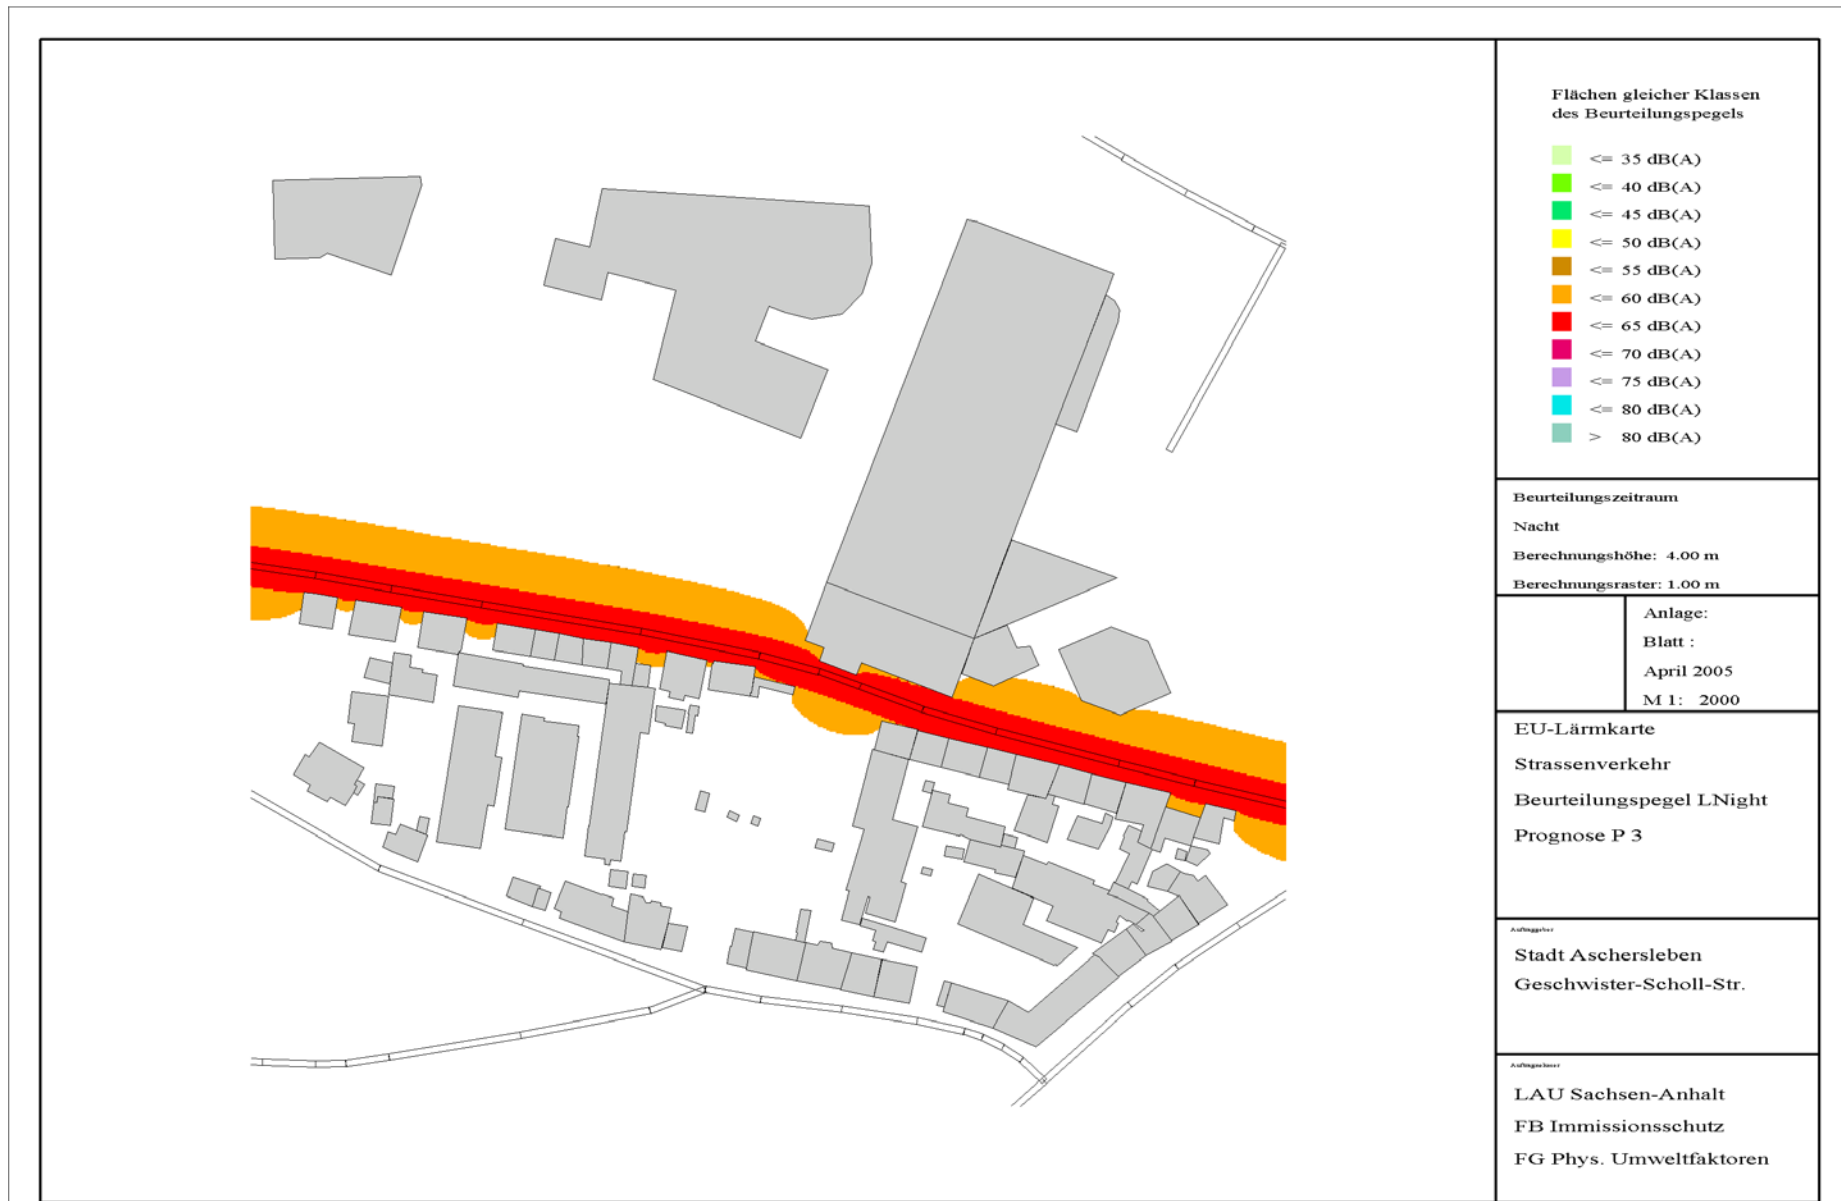 Flächen gleicher Klassen
des Beurteilungspegels
<= 35 dB(A)
<= 40 dB(A)
<= 45 dB(A)
<= 50 dB(A)
<= 55 dB(A)
<= 60 dB(A)
<= 65 dB(A)
<= 70 dB(A)
<= 75 dB(A)
<= 80 dB(A)
> 80 dB(A)
Beurteilungszeitraum
Nacht
Berechnungshöhe: 4.00 m
Berechnungsraster: 1.00 m
Anlage:
Blatt :
April 2005
M 1: 2000
EU-Lärmkarte
Strassenverkehr
Beurteilungspegel LNight
Prognose P 3
Auftraggeber
Stadt Aschersleben
Geschwister-Scholl-Str.
Auftragnehmer
LAU Sachsen-Anhalt
FB Immissionsschutz
FG Phys. Umweltfaktoren